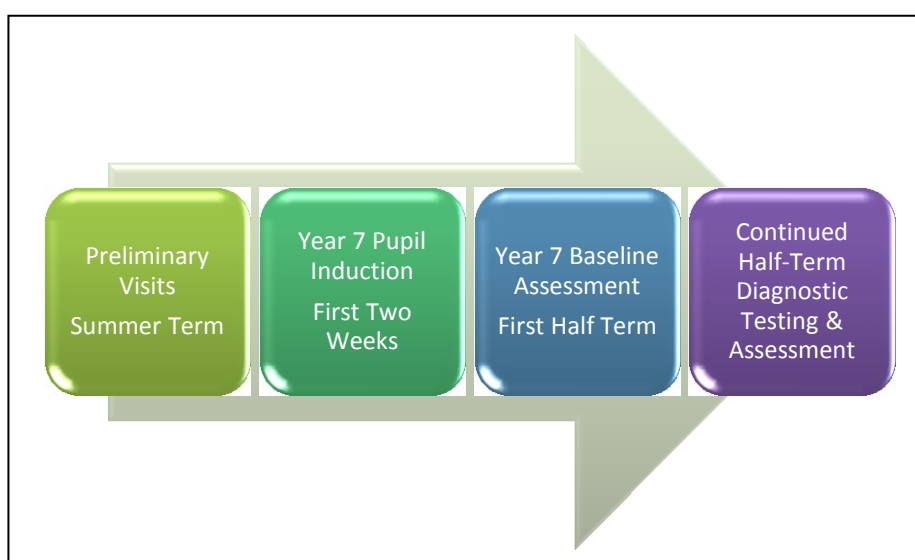 Preliminary
Visits
Summer Term
Year 7 Pupil
Induction
First Two
Weeks
Year 7 Baseline
Assessment
First Half Term
Continued
Half-Term
Diagnostic
Testing &
Assessment